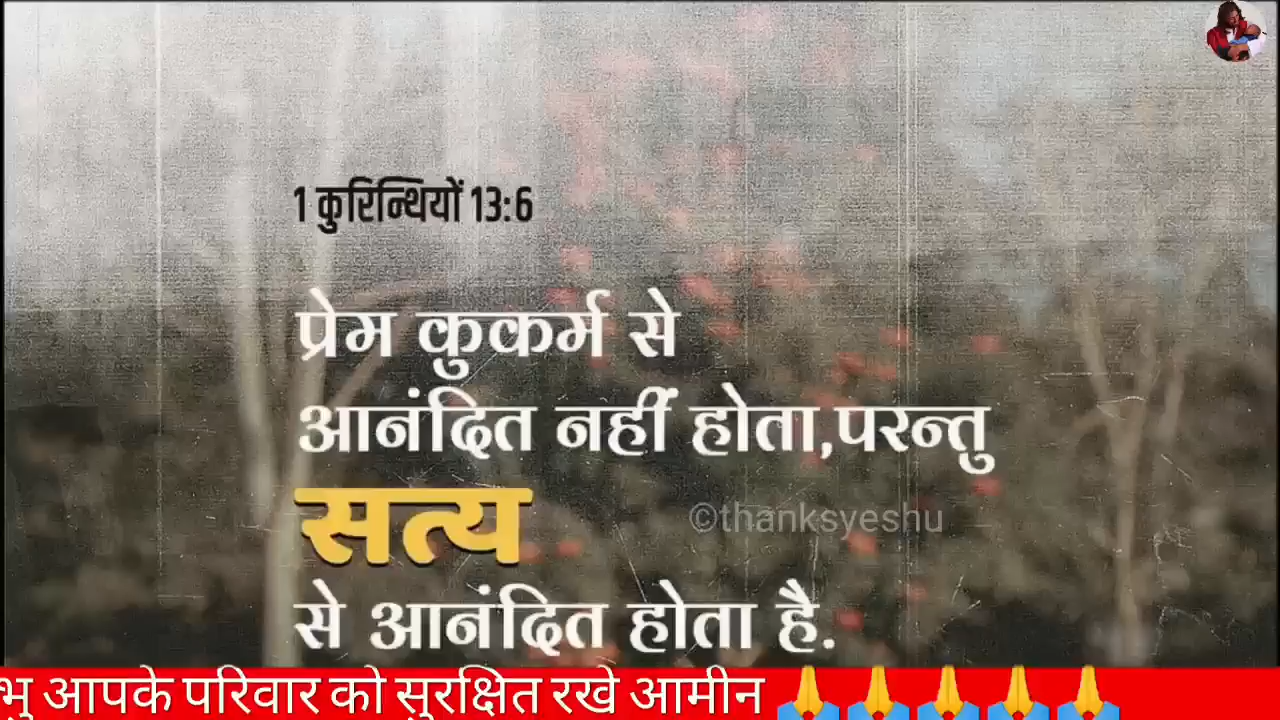 1 कुरिन्थियों 13:6
प्रेम कुकर्म से
आनंदित नहीं होता,परन्तु
सत्य
©thanksyeshu
से आनंदित होता है.
भु आपके परिवार को सुरक्षित रखे आमीन 🙏🙏🙏🙏🙏